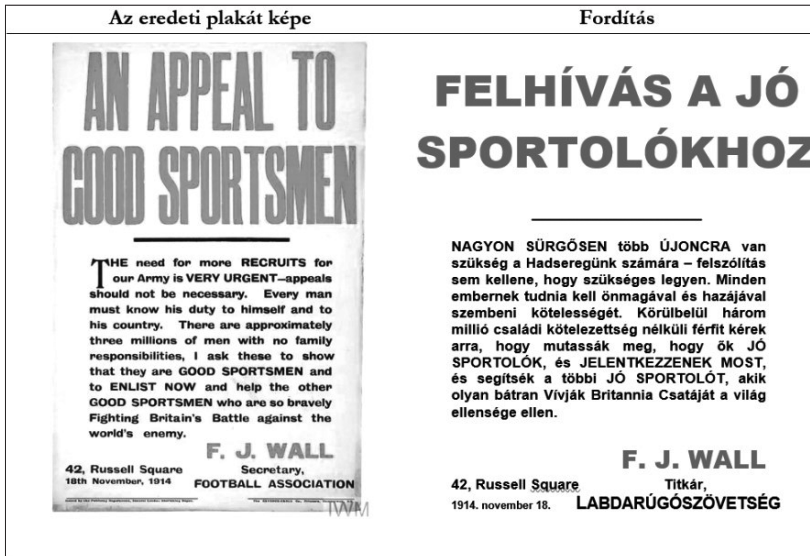 Az eredeti plakát képe
Fordítás
AN APPEAL TO
GOOD SPORTSMEN
THE need for more RECRUITS for
our Army is VERY URGENT—appeals
should not be necessary. Every man
must know his duty to himself and to
his country. There are approximately
three millions of men with no family
responsibilities, I ask these to show
that they are GOOD SPORTSMEN and
to ENLIST NOW and help the other
GOOD SPORTSMEN who are so bravely
Fighting Britain's Battle against the
world's enemy.
F. J. WALL
42, Russell Square
Secretary,
18th November, 1914
FOOTBALL ASSOCIATION
IWM
FELHÍVÁS A JÓ
SPORTOLÓKHOZ
NAGYON SÜRGŐSEN több ÚJONCRA van
szükség a Hadseregünk számára – felszólítás
sem kellene, hogy szükséges legyen. Minden
embernek tudnia kell önmagával és hazájával
szembeni kötelességét. Körülbelül három
millió családi kötelezettség nélküli férfit kérek
arra, hogy mutassák meg, hogy ők JÓ
SPORTOLÓK, és JELENTKEZZENEK MOST,
és segítsék a többi JÓ SPORTOLÓT, akik
olyan bátran Vívják Britannia Csatáját a világ
ellensége ellen.
F. J. WALL
42, Russell Square
Titkár,
1914. november 18.
LABDARÚGÓSZÖVETSÉG